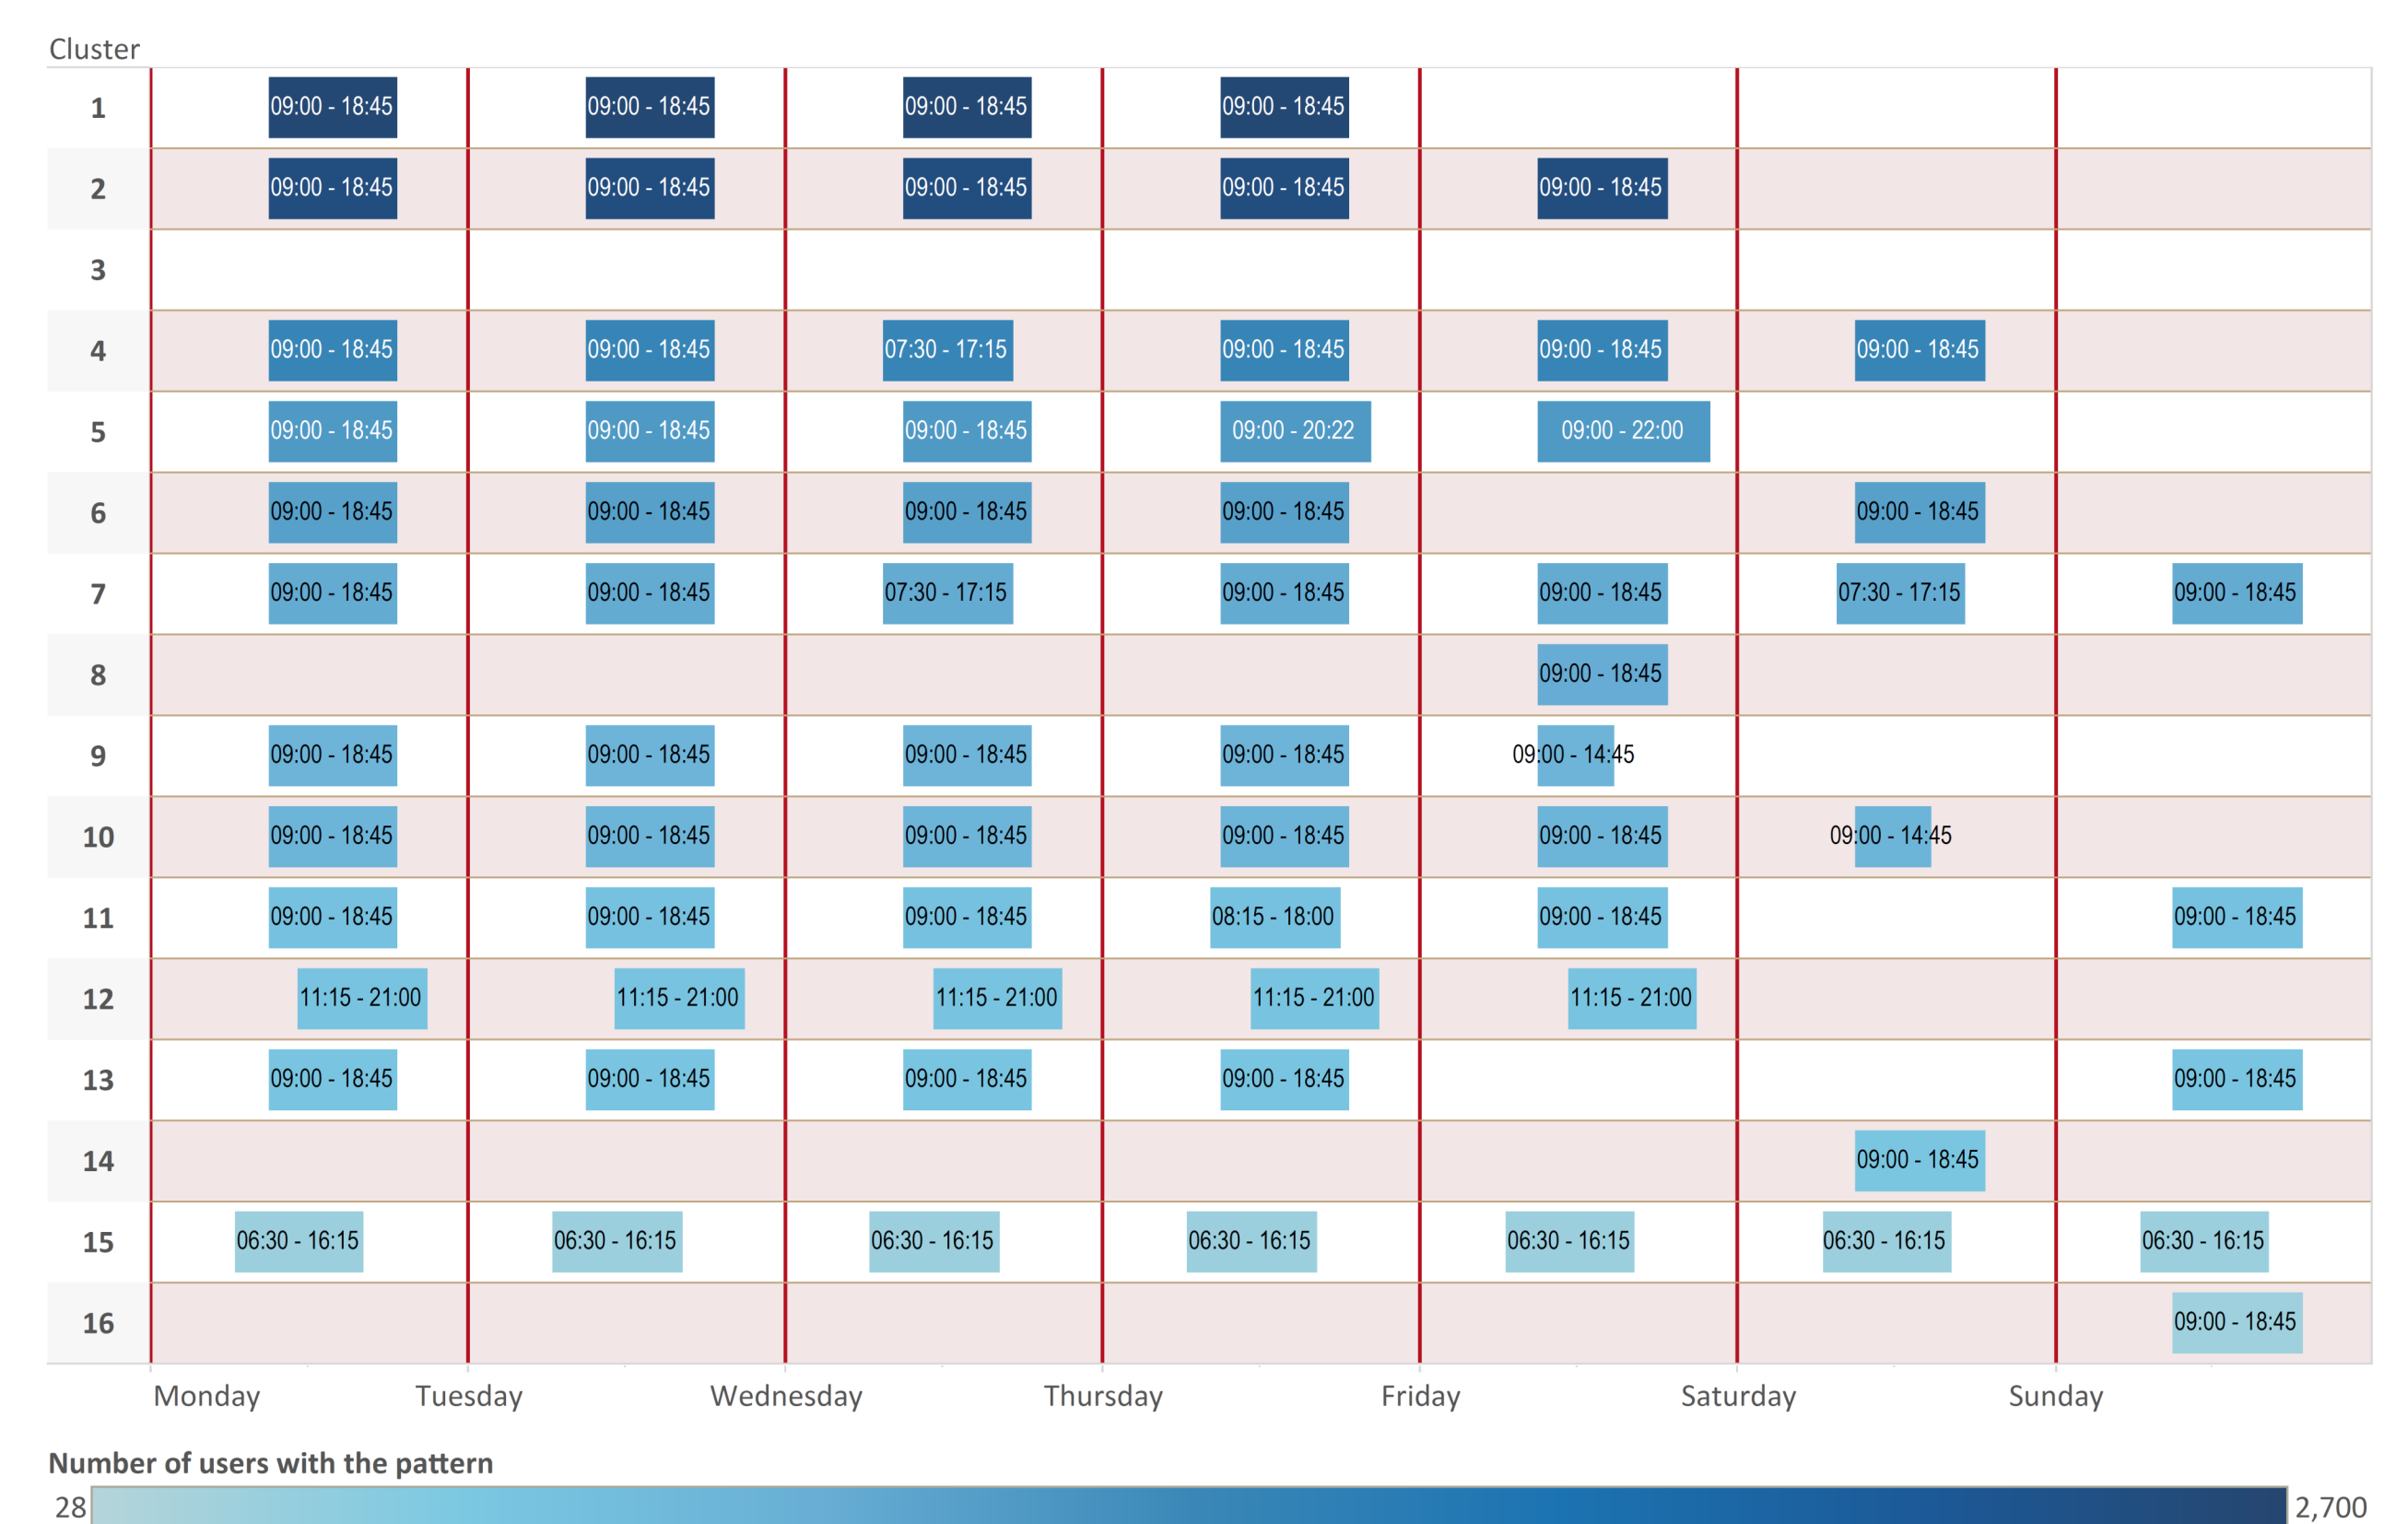 Cluster
1 09:00 - 18:45 09:00 - 18:45 09:00 - 18:45 09:00 - 18:45
2 09:00 - 18:45 09:00 - 18:45 09:00 - 18:45 09:00 - 18:45 09:00 - 18:45
3
4 09:00 - 18:45 09:00 - 18:45 07:30 - 17:15 09:00 - 18:45 09:00 - 18:45 09:00 - 18:45
5 09:00 - 18:45 09:00 - 18:45 09:00 - 18:45 09:00 - 20:22 09:00 - 22:00
6 09:00 - 18:45 09:00 - 18:45 09:00 - 18:45 09:00 - 18:45 09:00 - 18:45
7 09:00 - 18:45 09:00 - 18:45 07:30 - 17:15 09:00 - 18:45 09:00 - 18:45 07:30 - 17:15 09:00 - 18:45
8 09:00 - 18:45
9 09:00 - 18:45 09:00 - 18:45 09:00 - 18:45 09:00 - 18:45 09:00 - 14:45
10 09:00 - 18:45 09:00 - 18:45 09:00 - 18:45 09:00 - 18:45 09:00 - 18:45 09:00 - 14:45
11 09:00 - 18:45 09:00 - 18:45 09:00 - 18:45 08:15 - 18:00 09:00 - 18:45 09:00 - 18:45
12 11:15 - 21:00 11:15 - 21:00 11:15 - 21:00 11:15 - 21:00 11:15 - 21:00
13 09:00 - 18:45 09:00 - 18:45 09:00 - 18:45 09:00 - 18:45 09:00 - 18:45
14 09:00 - 18:45
15 06:30 - 16:15 06:30 - 16:15 06:30 - 16:15 06:30 - 16:15 06:30 - 16:15 06:30 - 16:15 06:30 - 16:15
16 09:00 - 18:45
Monday Tuesday Wednesday Thursday Friday Saturday Sunday
Number of users with the pattern
28 2,700